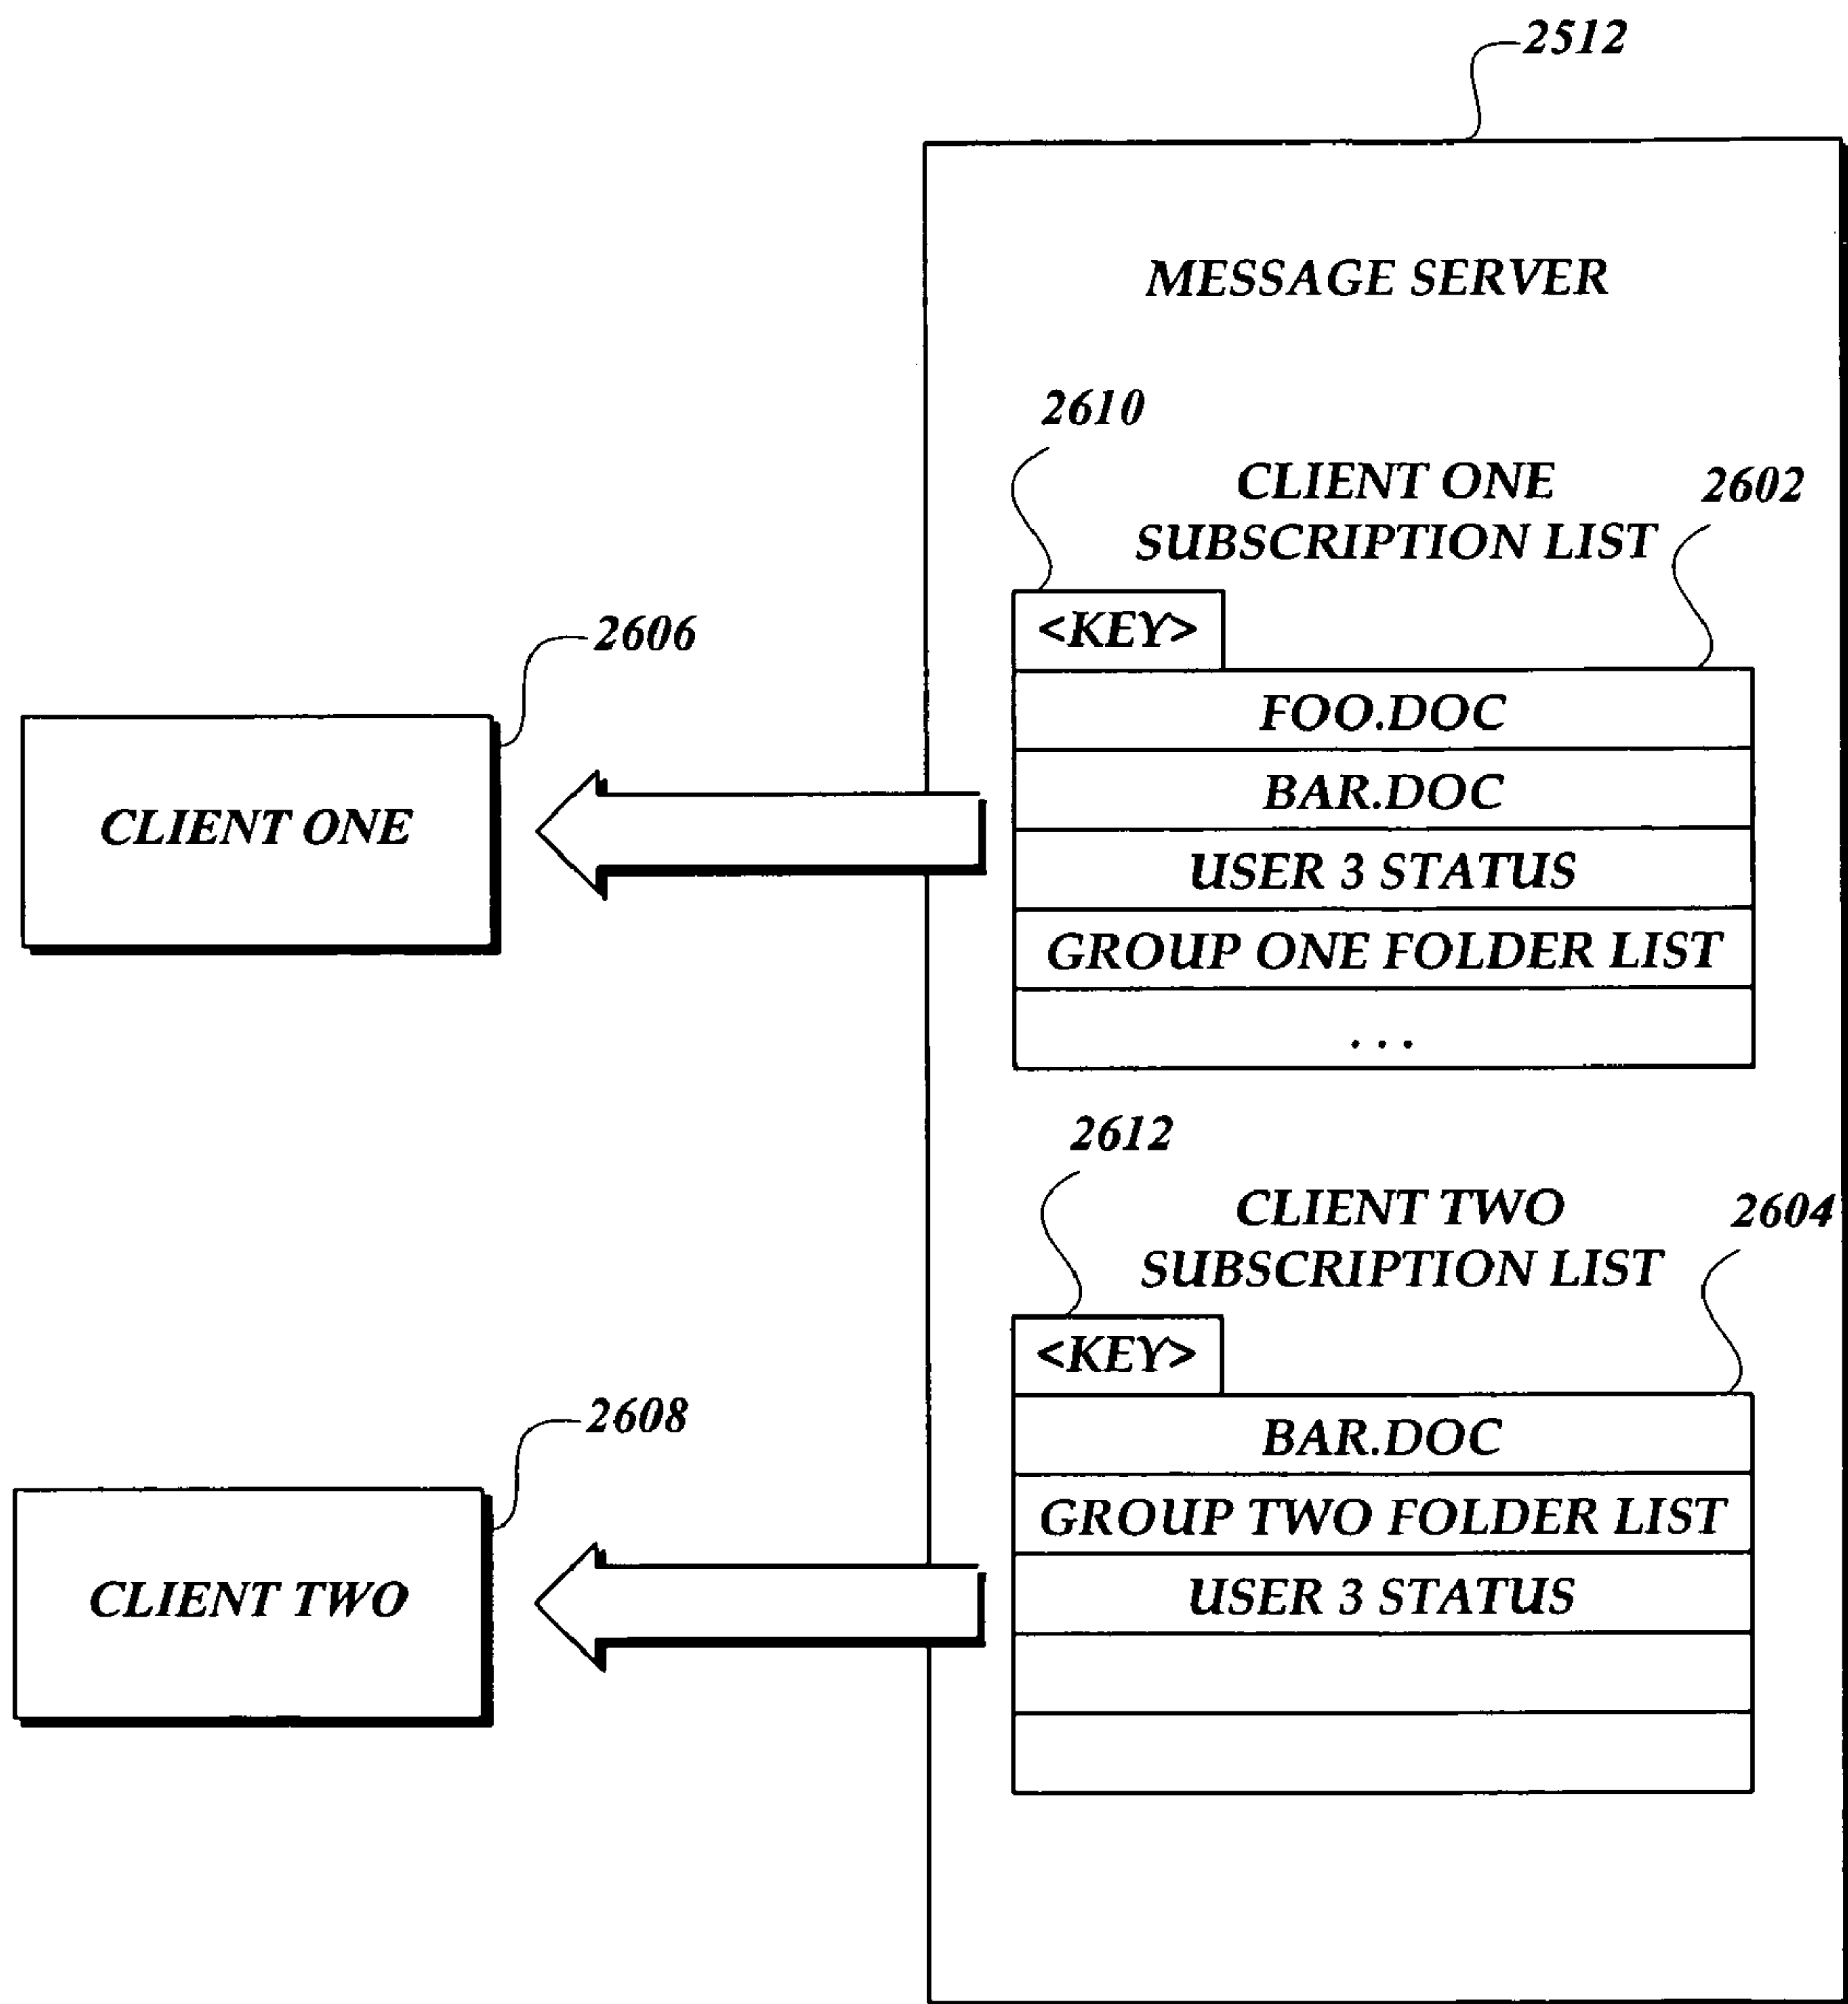 2512
MESSAGE SERVER
2610
CLIENT ONE
SUBSCRIPTION LIST
2602
<KEY>
FOO.DOC
BAR.DOC
USER 3 STATUS
GROUP ONE FOLDER LIST
...
2606
CLIENT ONE
2612
CLIENT TWO
SUBSCRIPTION LIST
2604
<KEY>
BAR.DOC
GROUP TWO FOLDER LIST
USER 3 STATUS
2608
CLIENT TWO